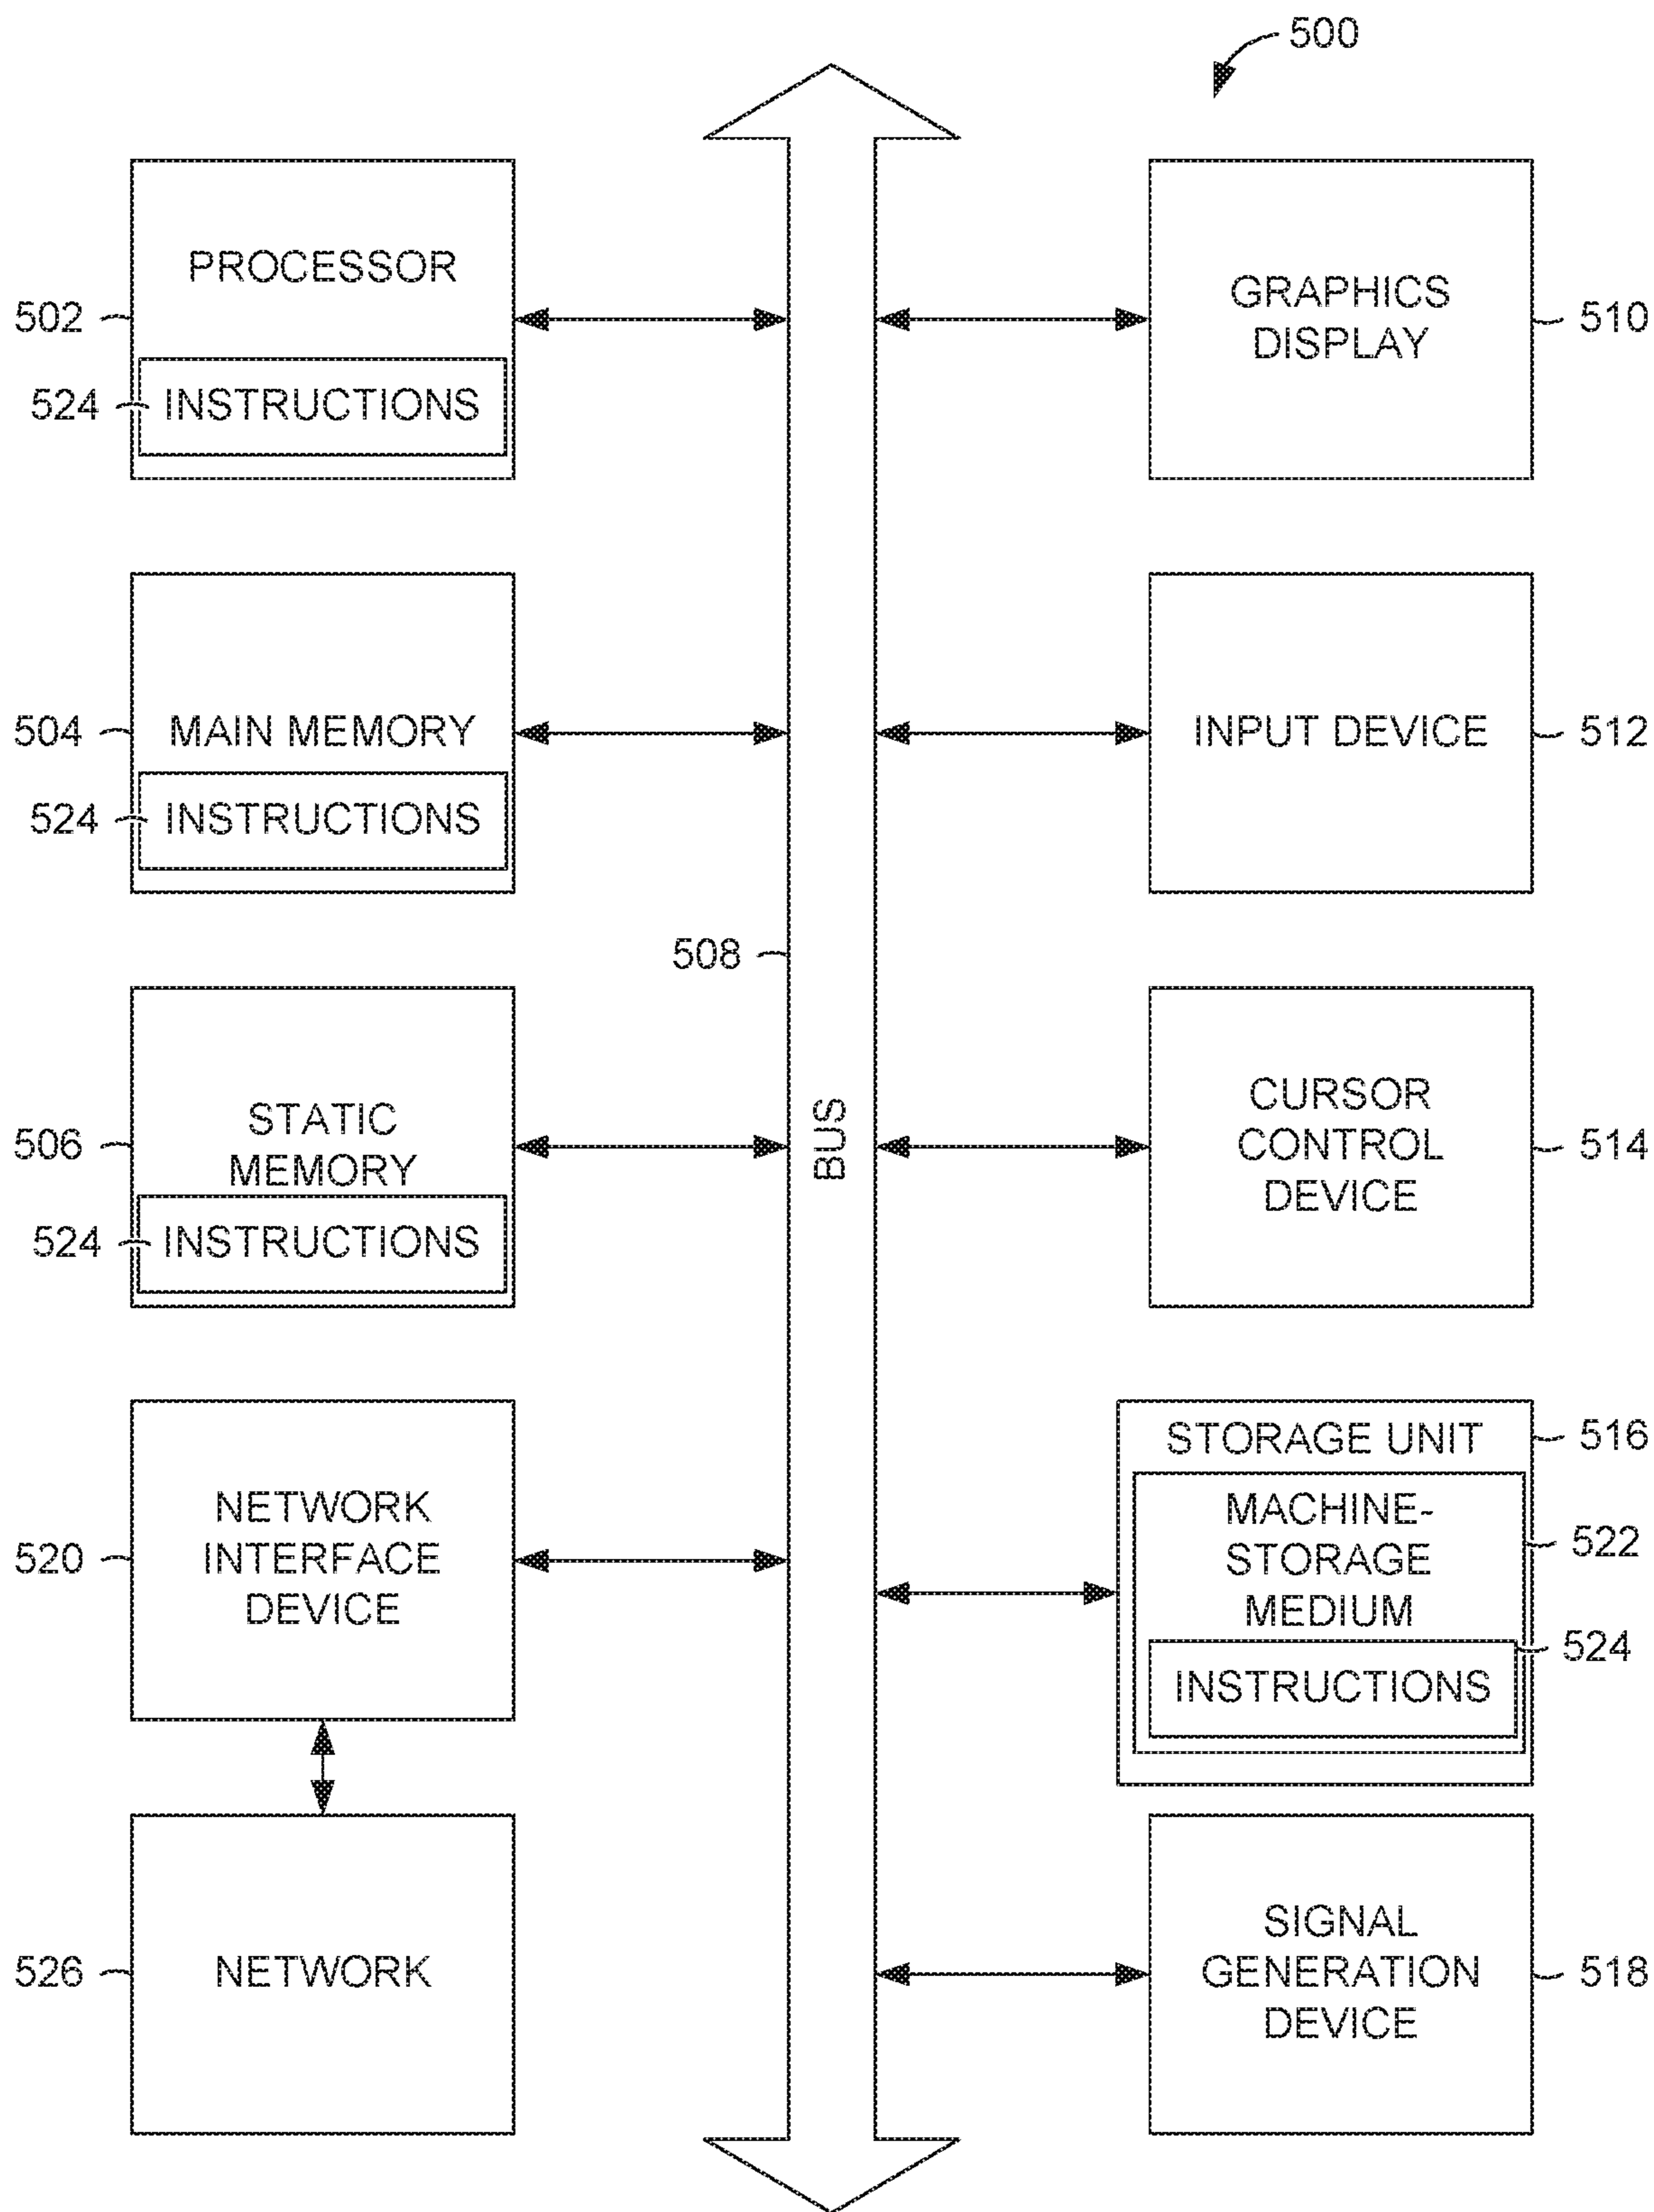 500
PROCESSOR
502
524
INSTRUCTIONS
GRAPHICS
DISPLAY
510
504
MAIN MEMORY
524
INSTRUCTIONS
INPUT DEVICE
512
508
BUS
506
STATIC
MEMORY
524
INSTRUCTIONS
CURSOR
CONTROL
DEVICE
514
520
NETWORK
INTERFACE
DEVICE
STORAGE UNIT
516
MACHINE-
STORAGE
MEDIUM
522
524
INSTRUCTIONS
526
NETWORK
SIGNAL
GENERATION
DEVICE
518